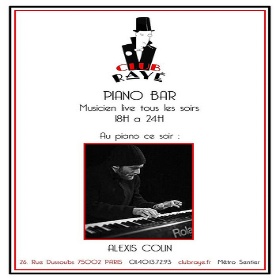 CLUB
RAYÉ
PIANO BAR
Musicien live tous les soirs
18H a 24H
Au piano ce soir :
Rola
ALEXIS COLIN
26, Rue Dussoubs 75002 PARIS 0140137293 clubraye.fr Métro Sentier